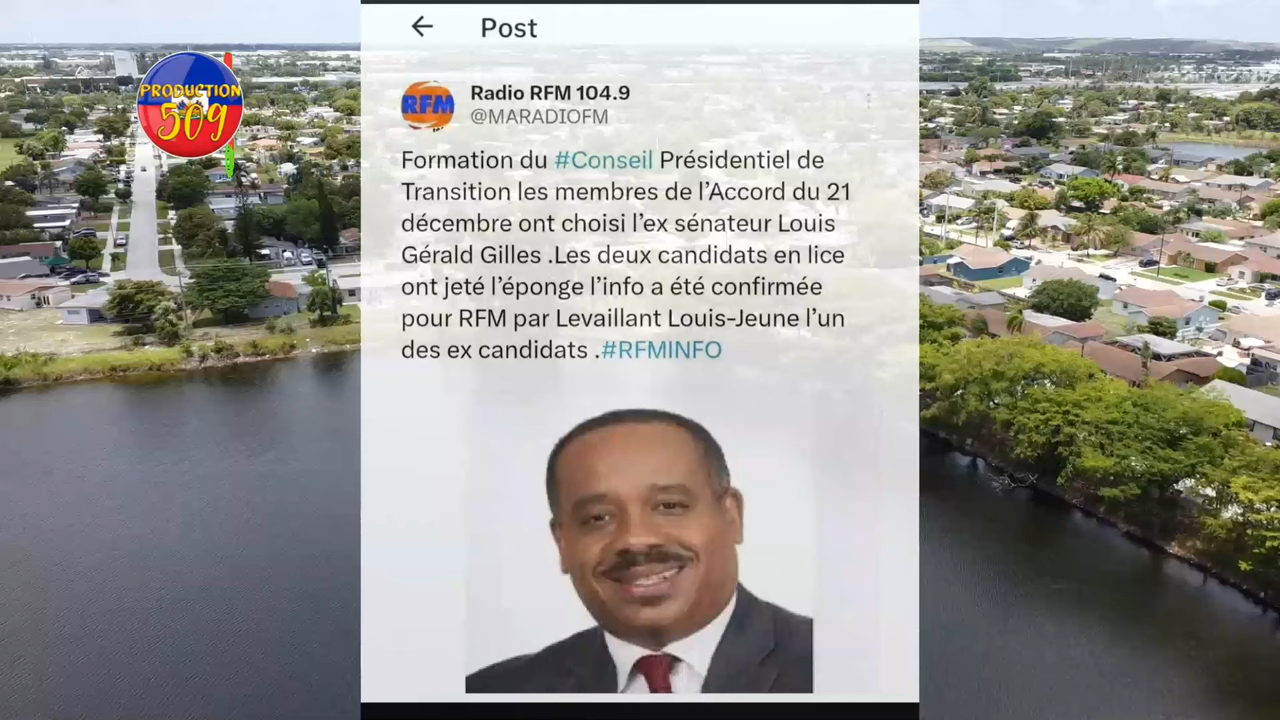 PRODUCTION
509
Post
RFM
Radio RFM 104.9
@MARADIOFM
Formation du #Conseil Présidentiel de
Transition les membres de l'Accord du 21
décembre ont choisi l'ex sénateur Louis
Gérald Gilles .Les deux candidats en lice
ont jeté l'éponge l'info a été confirmée
pour RFM par Levaillant Louis-Jeune l'un
des ex candidats .#RFMINFO